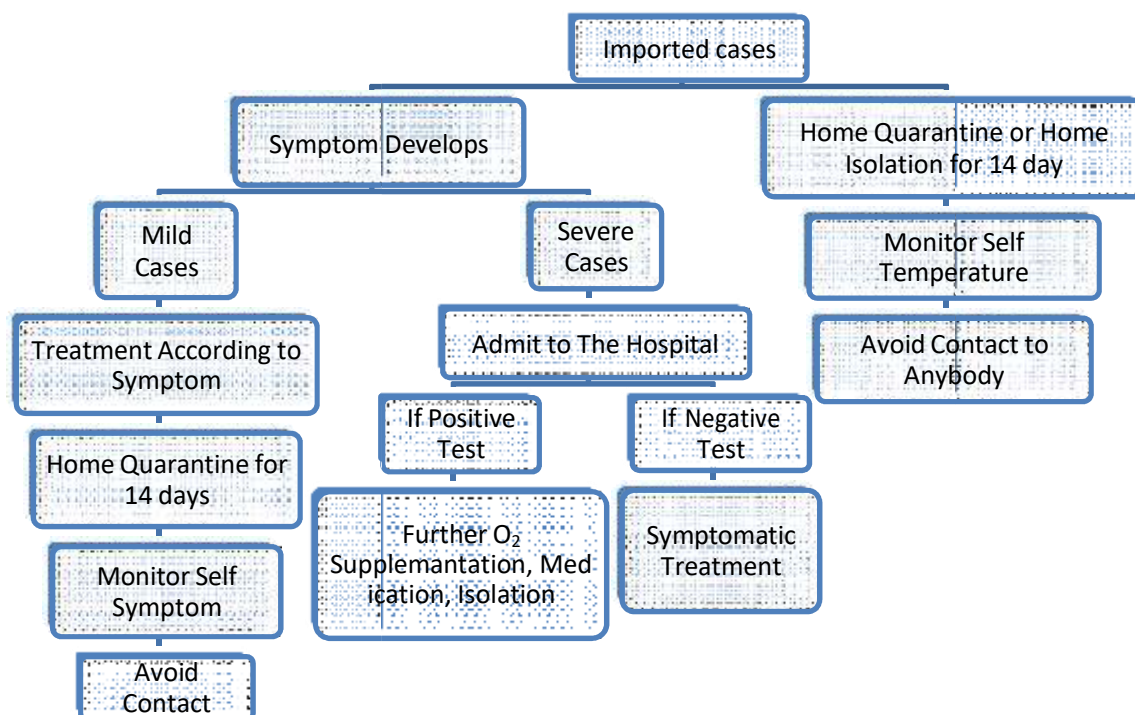 Imported cases
Symptom Develops
Home Quarantine or Home
Isolation for 14 day
Mild
Cases
Severe
Cases
Monitor Self
Temperature
Treatment According to
Symptom
Admit to The Hospital
Avoid Contact to
Anybody
If Positive
Test
If Negative
Test
Home Quarantine for
14 days
Further O₂
Supplemantation, Med
ication, Isolation
Symptomatic
Treatment
Monitor Self
Symptom
Avoid
Contact